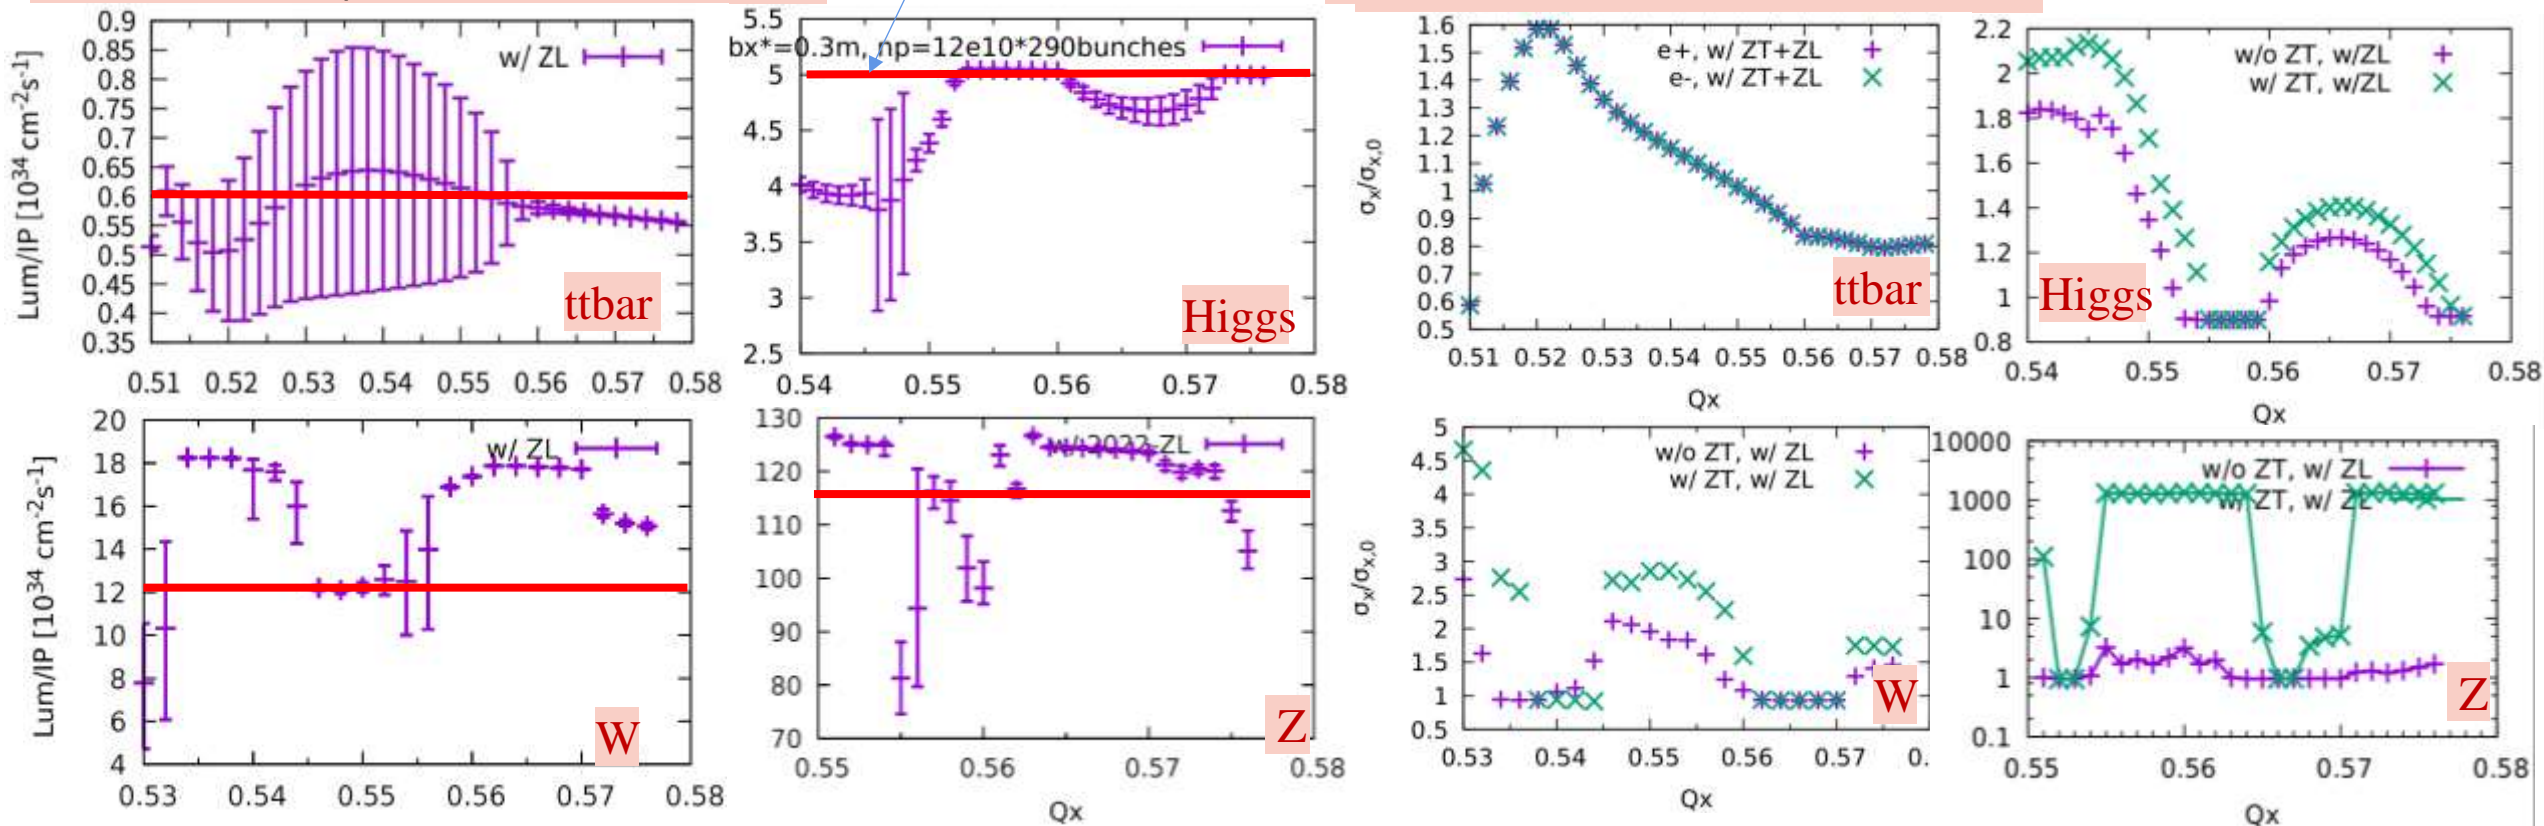 Lum/IP [10^34 cm^-2 s^-1]
0.9
0.85
0.8
0.75
0.7
0.65
0.6
0.55
0.5
0.45
0.4
0.35
w/ ZL
ttbar
0.51 0.52 0.53 0.54 0.55 0.56 0.57 0.58
5.5
5
4.5
4
3.5
3
2.5
bx*=0.3m, np=12e10*290bunches
Higgs
0.54 0.55 0.56 0.57 0.58
σx/σx,0
1.6
1.5
1.4
1.3
1.2
1.1
1
0.9
0.8
0.7
0.6
0.5
e+, w/ ZT+ZL
e-, w/ ZT+ZL
ttbar
0.51 0.52 0.53 0.54 0.55 0.56 0.57 0.58
Qx
2.2
2
1.8
1.6
1.4
1.2
1
0.8
w/o ZT, w/ZL
w/ ZT, w/ZL
Higgs
0.54 0.55 0.56 0.57 0.58
Qx
Lum/IP [10^34 cm^-2 s^-1]
20
18
16
14
12
10
8
6
4
w/ ZL
W
0.53 0.54 0.55 0.56 0.57 0.58
130
120
110
100
90
80
70
w/ 2022-ZL
Z
0.55 0.56 0.57 0.58
Qx
σx/σx,0
5
4.5
4
3.5
3
2.5
2
1.5
1
0.5
w/o ZT, w/ ZL
w/ ZT, w/ ZL
W
0.53 0.54 0.55 0.56 0.57 0.
Qx
10000
1000
100
10
1
0.1
w/o ZT, w/ ZL
w/ ZT, w/ ZL
Z
0.55 0.56 0.57 0.58
Qx